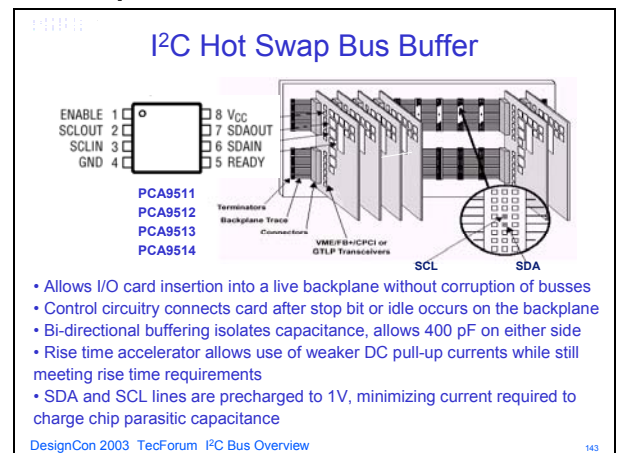 I²C Hot Swap Bus Buffer
ENABLE 1
SCLOUT 2
SCLIN 3
GND 4
8 VCC
7 SDAOUT
6 SDAIN
5 READY
PCA9511
PCA9512
PCA9513
PCA9514
Terminators
Backplane Trace
Connectors
VME/FB+/CPCI or
GTLP Transceivers
SCL
SDA
• Allows I/O card insertion into a live backplane without corruption of busses
• Control circuitry connects card after stop bit or idle occurs on the backplane
• Bi-directional buffering isolates capacitance, allows 400 pF on either side
• Rise time accelerator allows use of weaker DC pull-up currents while still
meeting rise time requirements
• SDA and SCL lines are precharged to 1V, minimizing current required to
charge chip parasitic capacitance
DesignCon 2003 TecForum I²C Bus Overview
143